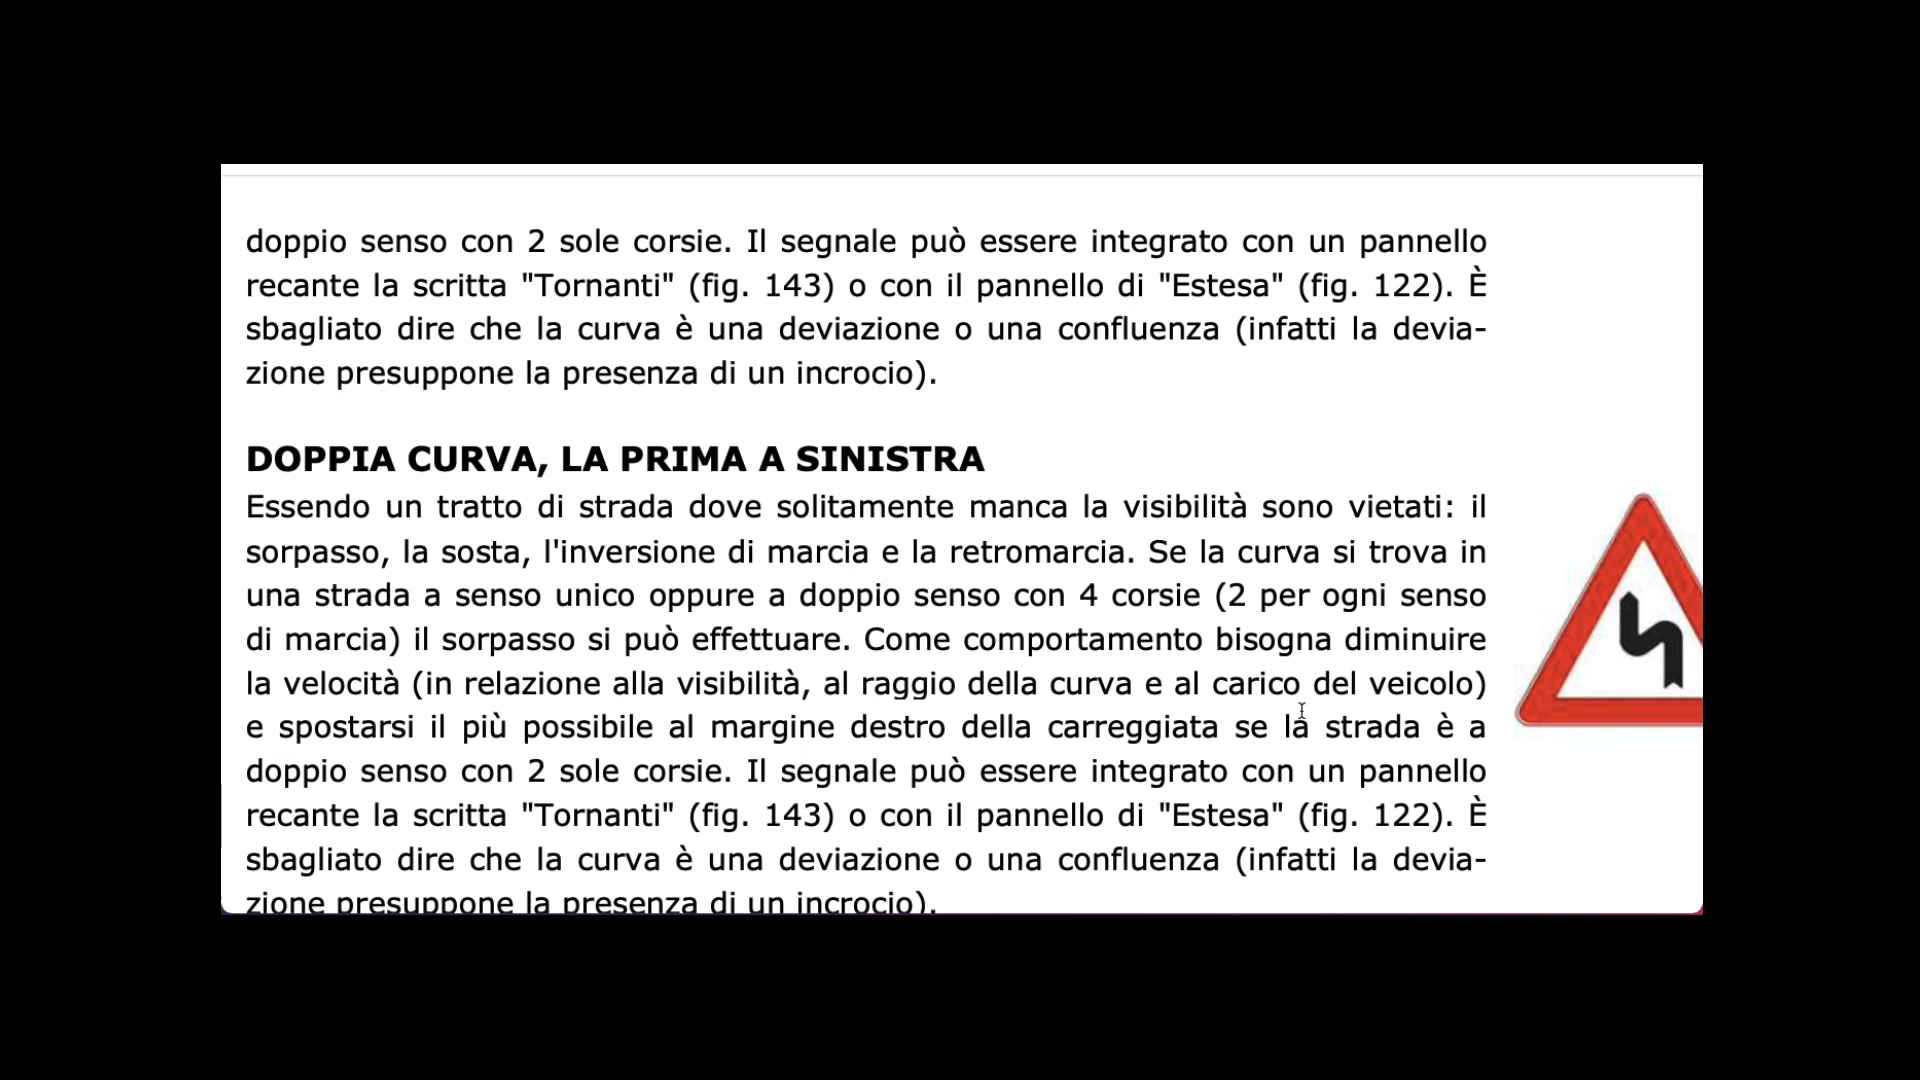 doppio senso con 2 sole corsie. Il segnale può essere integrato con un pannello
recante la scritta "Tornanti" (fig. 143) o con il pannello di "Estesa" (fig. 122). È
sbagliato dire che la curva è una deviazione o una confluenza (infatti la devia-
zione presuppone la presenza di un incrocio).
DOPPIA CURVA, LA PRIMA A SINISTRA
Essendo un tratto di strada dove solitamente manca la visibilità sono vietati: il
sorpasso, la sosta, l'inversione di marcia e la retromarcia. Se la curva si trova in
una strada a senso unico oppure a doppio senso con 4 corsie (2 per ogni senso
di marcia) il sorpasso si può effettuare. Come comportamento bisogna diminuire
la velocità (in relazione alla visibilità, al raggio della curva e al carico del veicolo)
e spostarsi il più possibile al margine destro della carreggiata se la strada è a
doppio senso con 2 sole corsie. Il segnale può essere integrato con un pannello
recante la scritta "Tornanti" (fig. 143) o con il pannello di "Estesa" (fig. 122). È
sbagliato dire che la curva è una deviazione o una confluenza (infatti la devia-
zione presuppone la presenza di un incrocio).